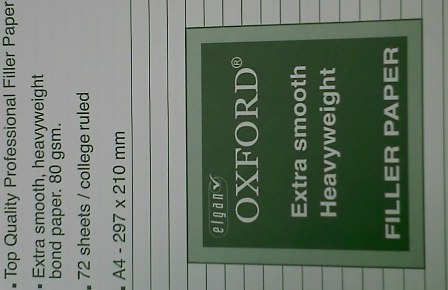 • Top Quality Professional Filler Paper
• Extra smooth, heavyweight
bond paper. 80 gsm.
• 72 sheets / college ruled
• A4 - 297 x 210 mm
elgan
OXFORD®
Extra smooth
Heavyweight
FILLER PAPER